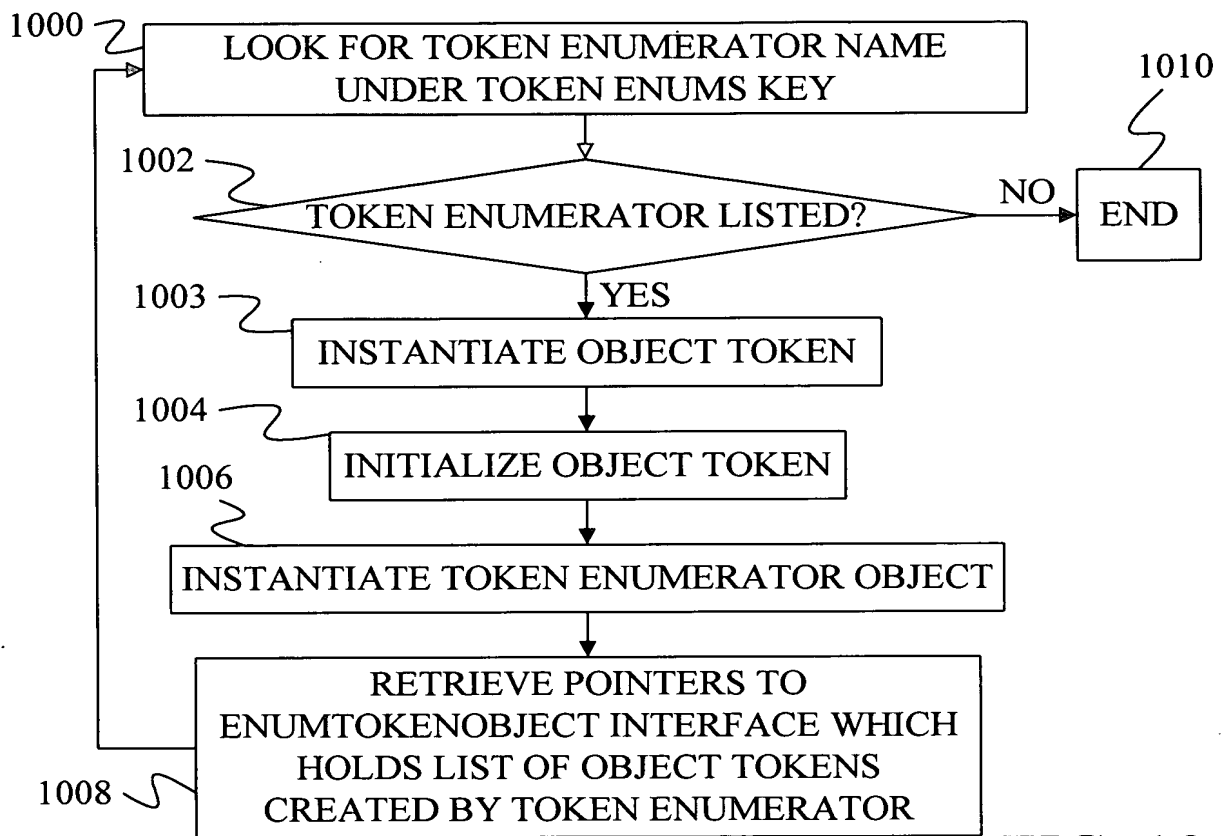 1000
LOOK FOR TOKEN ENUMERATOR NAME
UNDER TOKEN ENUMS KEY
1010
1002
TOKEN ENUMERATOR LISTED?
NO
END
YES
1003
INSTANTIATE OBJECT TOKEN
1004
INITIALIZE OBJECT TOKEN
1006
INSTANTIATE TOKEN ENUMERATOR OBJECT
RETRIEVE POINTERS TO
ENUMTOKENOBJECT INTERFACE WHICH
HOLDS LIST OF OBJECT TOKENS
CREATED BY TOKEN ENUMERATOR
1008